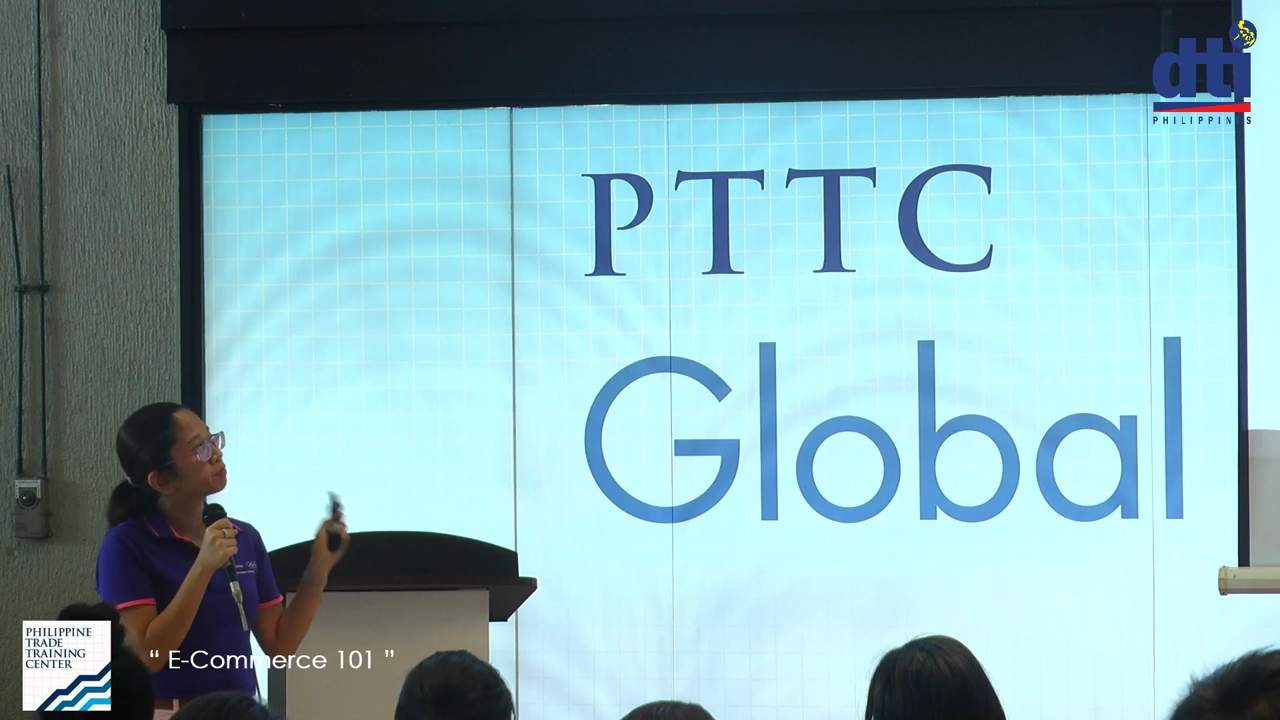 dti
PHILIPPINES
PTTC
Global
PHILIPPINE
TRADE
TRAINING
CENTER
“ E-Commerce 101 ”